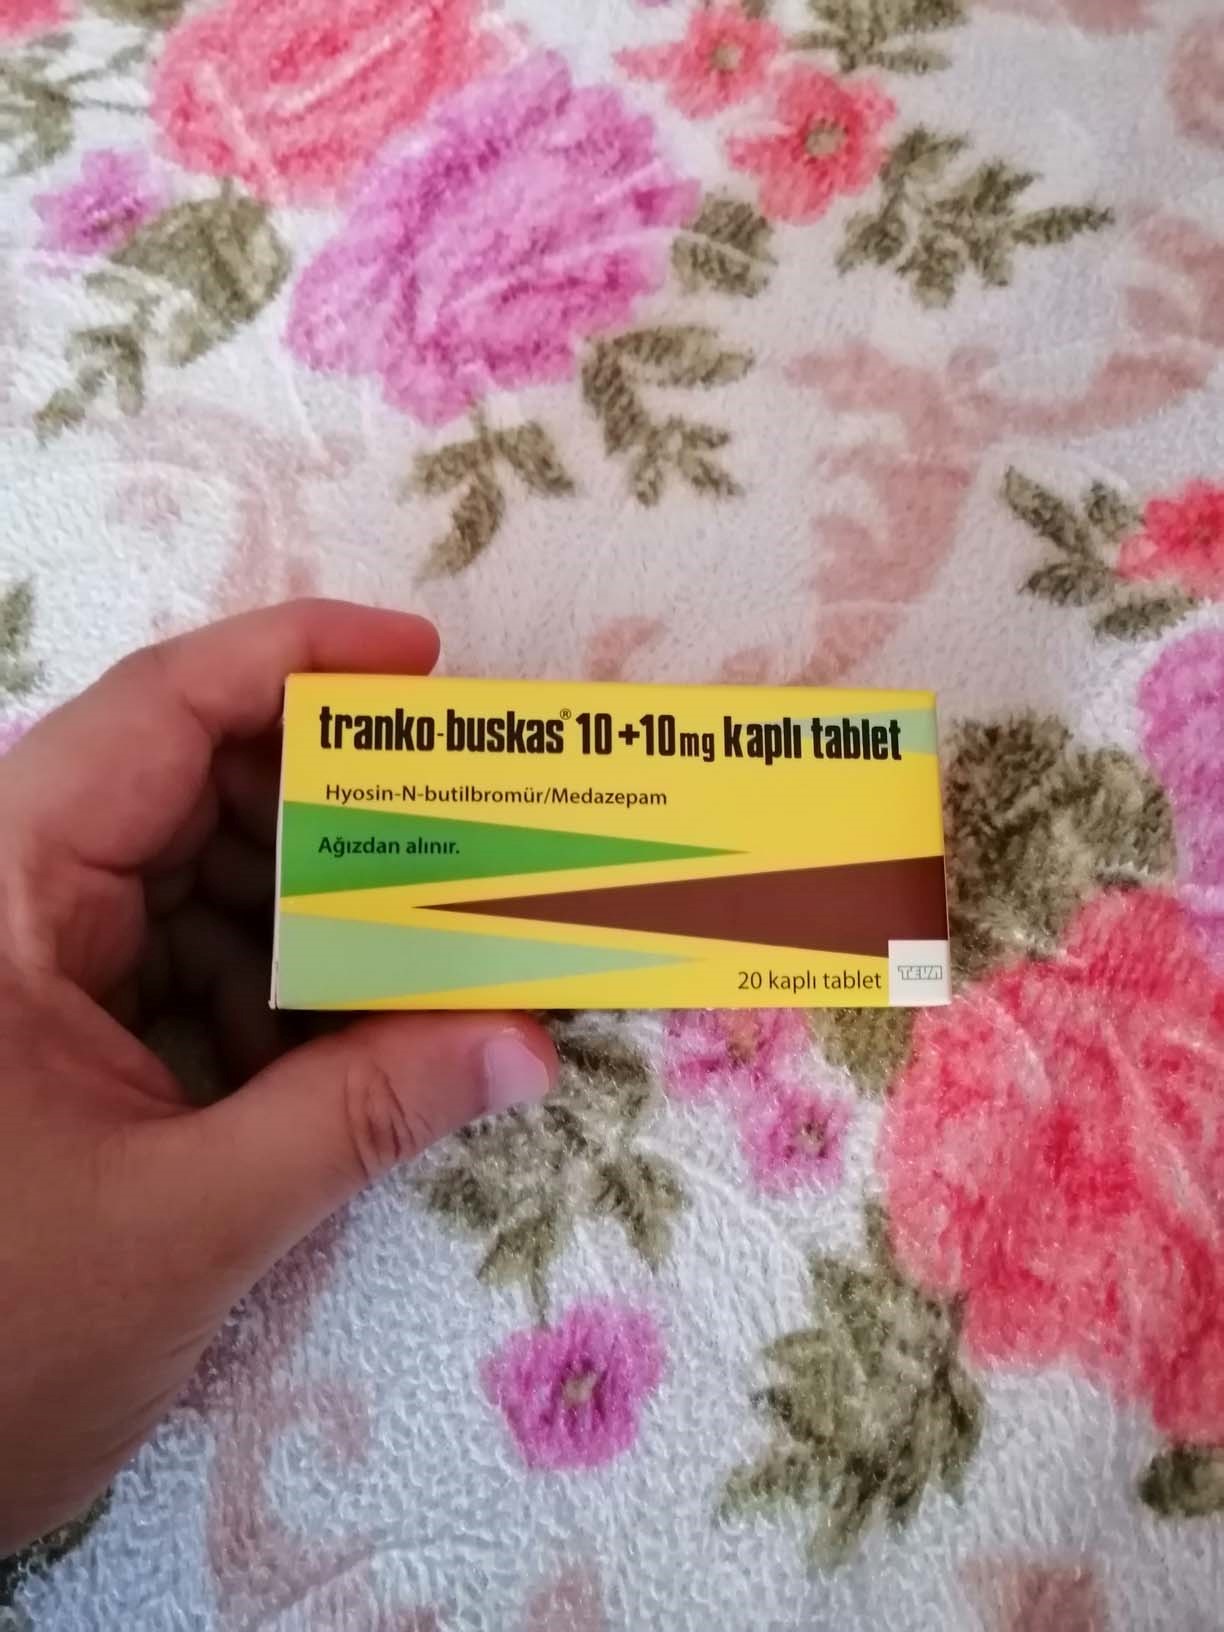 tranko-buskas® 10+10mg kaplı tablet
Hyosin-N-butilbromür/Medazepam
Ağızdan alınır.
20 kaplı tablet
TEVA